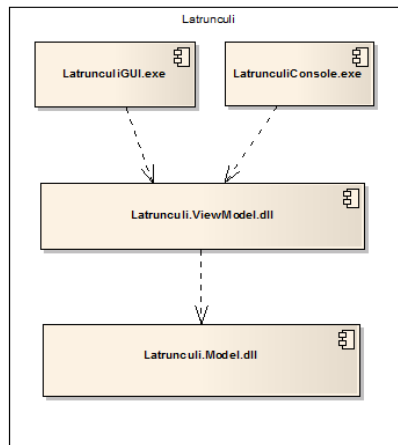 Latrunculi
LatrunculiGUI.exe
LatrunculiConsole.exe
Latrunculi.ViewModel.dll
Latrunculi.Model.dll